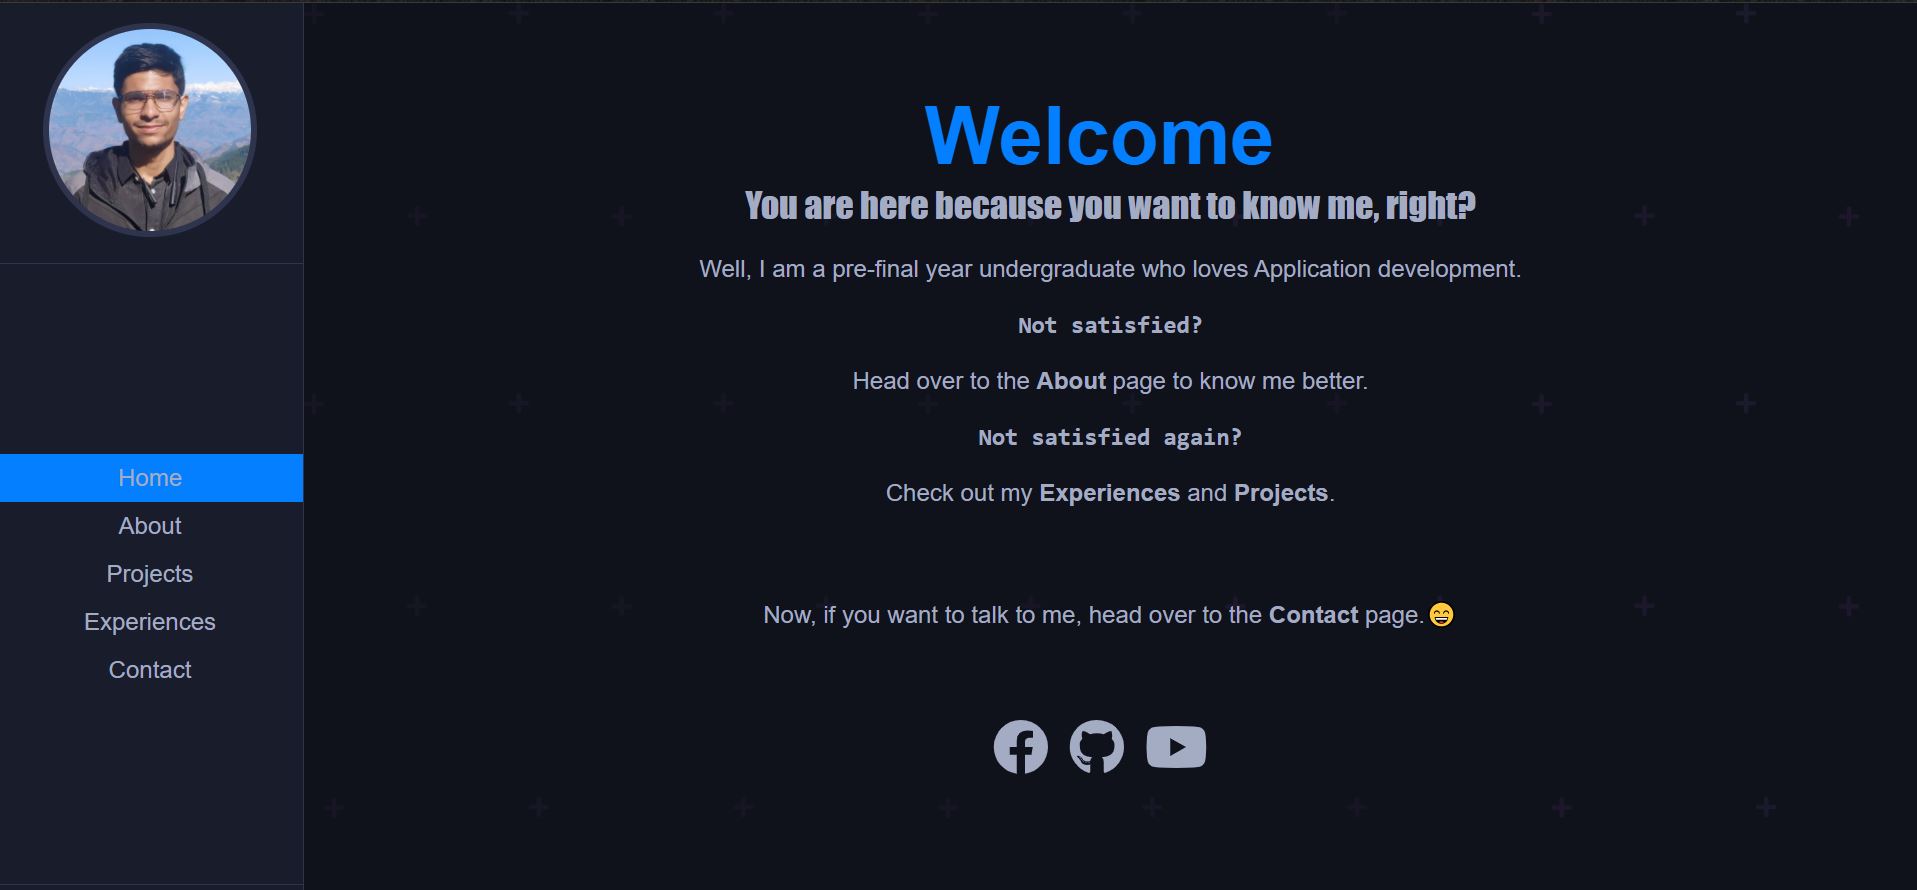 Home
About
Projects
Experiences
Contact
Welcome
You are here because you want to know me, right?
Well, I am a pre-final year undergraduate who loves Application development.
Not satisfied?
Head over to the About page to know me better.
Not satisfied again?
Check out my Experiences and Projects.
Now, if you want to talk to me, head over to the Contact page.😄